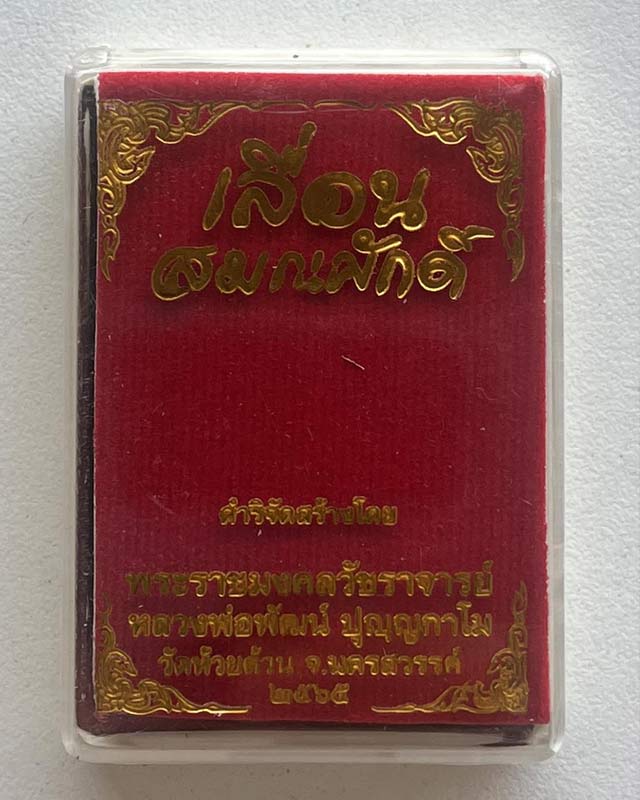 เลื่อน
สมณศักดิ์
ดำริจัดสร้างโดย
พระราชมงคลวัชราจารย์
หลวงพ่อพัฒน์ ปุญฺญกาโม
วัดห้วยด้วน จ.นครสวรรค์
๒๕๖๕